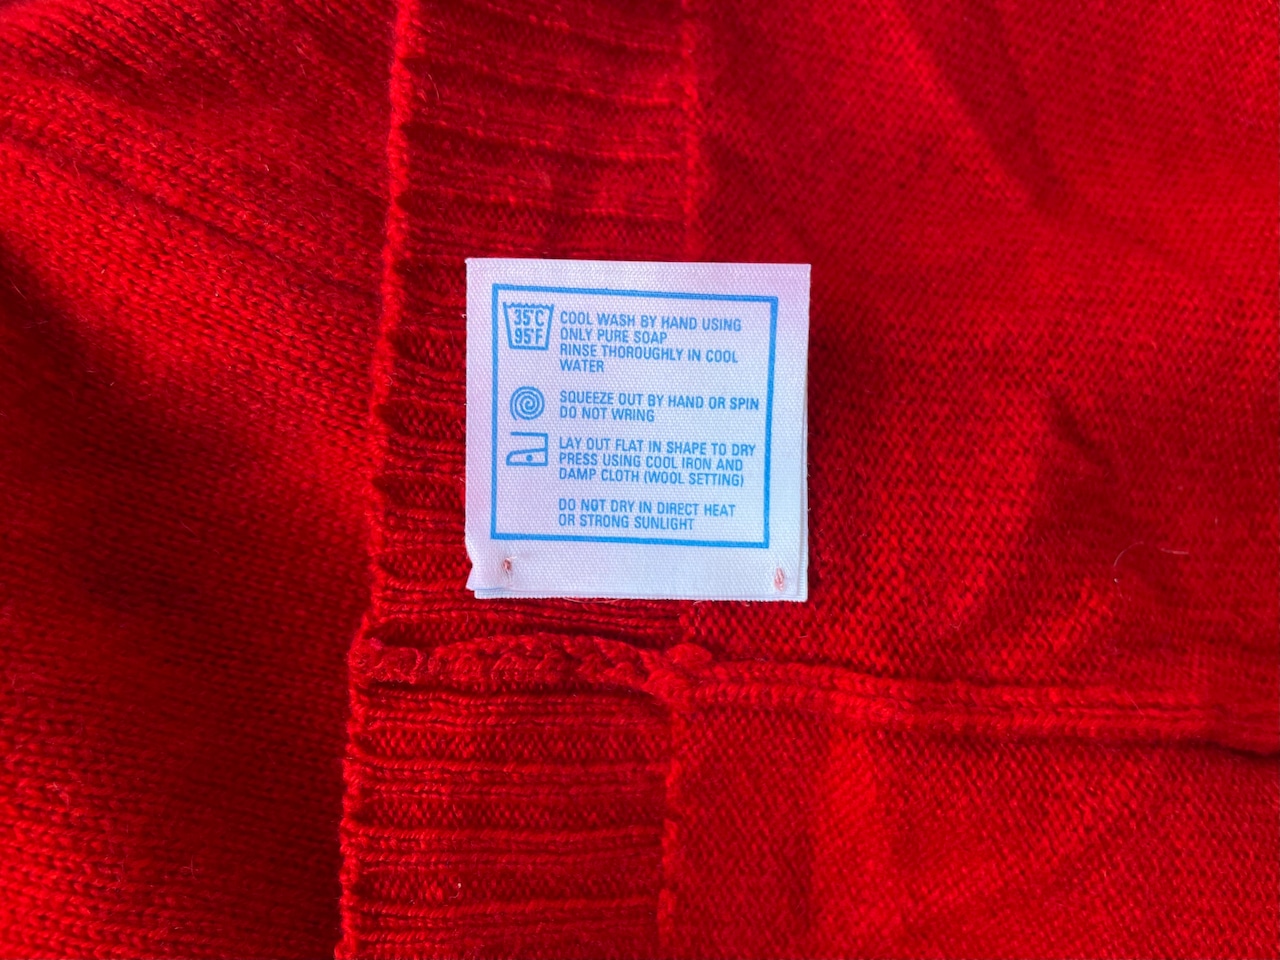 35°C
95°F
COOL WASH BY HAND USING
ONLY PURE SOAP
RINSE THOROUGHLY IN COOL
WATER
SQUEEZE OUT BY HAND OR SPIN
DO NOT WRING
LAY OUT FLAT IN SHAPE TO DRY
PRESS USING COOL IRON AND
DAMP CLOTH (WOOL SETTING)
DO NOT DRY IN DIRECT HEAT
OR STRONG SUNLIGHT